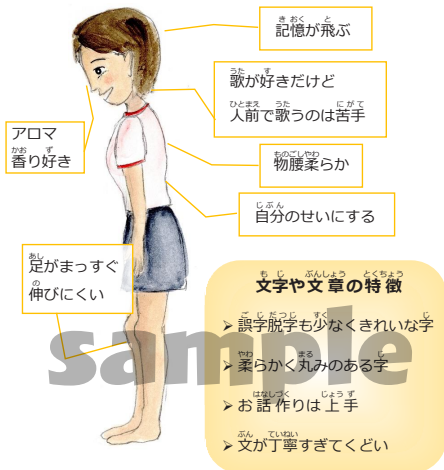 記憶が飛ぶ
歌が好きだけど
人前で歌うのは苦手
アロマ
香り好き
物腰柔らか
自分のせいにする
足がまっすぐ
伸びにくい
文字や文章の特徴
➢ 誤字脱字も少なくきれいな字
➢ 柔らかく丸みのある字
➢ お話作りは上手
➢ 文が丁寧すぎてくどい
sample